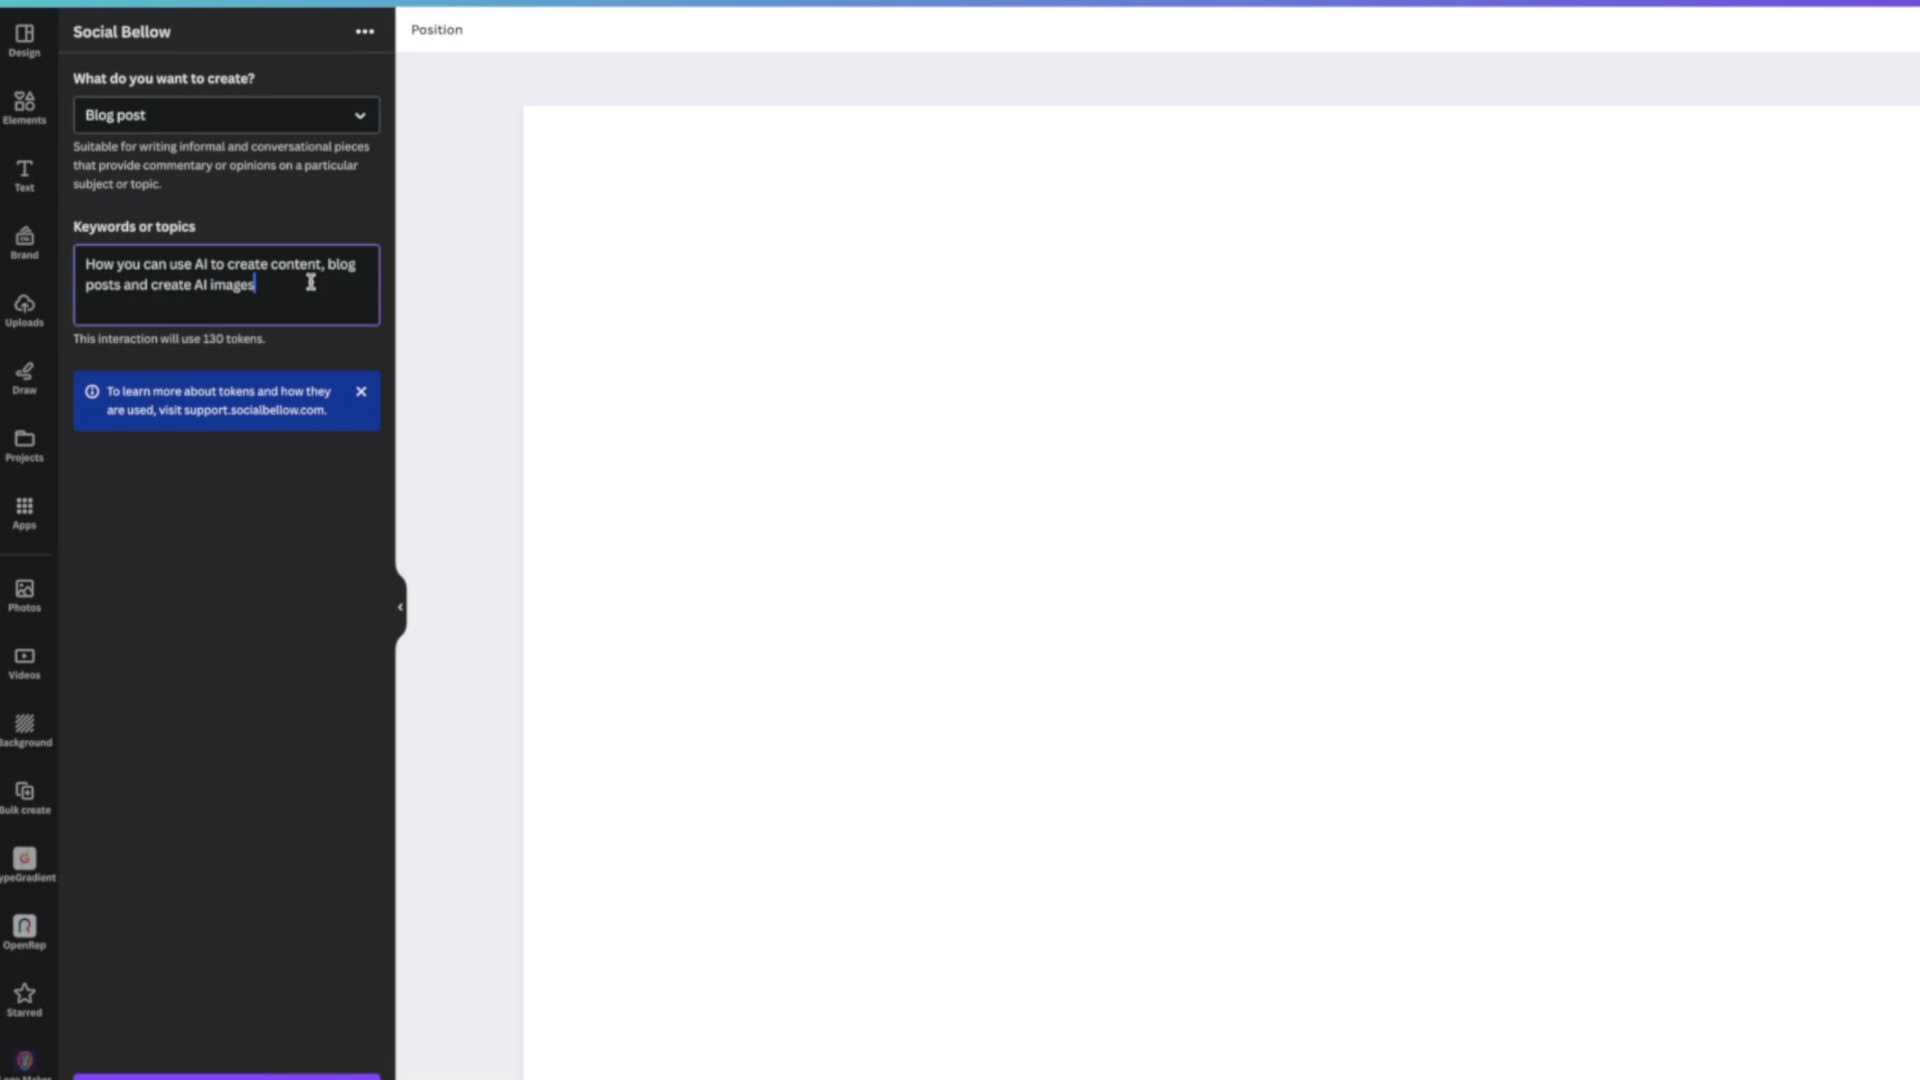 Design
Elements
Text
Brand
Uploads
Draw
Projects
Apps
Photos
Videos
Background
Bulk create
ypeGradient
OpenRep
Starred
Social Bellow
What do you want to create?
Blog post
Suitable for writing informal and conversational pieces
that provide commentary or opinions on a particular
subject or topic.
Keywords or topics
How you can use AI to create content, blog
posts and create AI images
This interaction will use 130 tokens.
To learn more about tokens and how they
are used, visit support.socialbellow.com.
Position